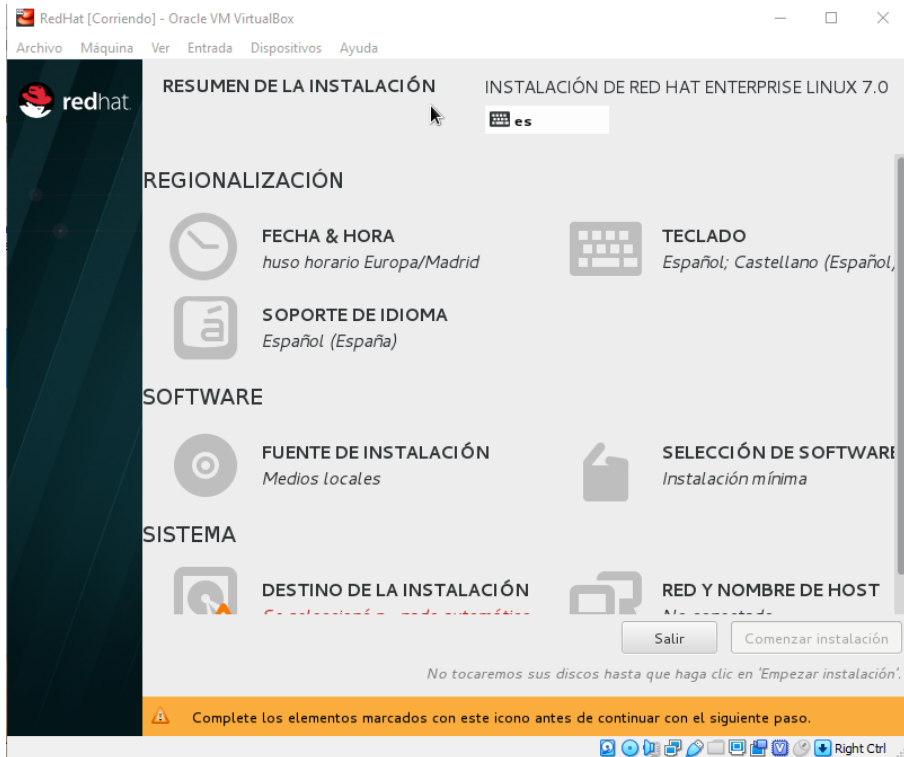 RedHat [Corriendo] - Oracle VM VirtualBox
Archivo Máquina Ver Entrada Dispositivos Ayuda
redhat.
RESUMEN DE LA INSTALACIÓN
INSTALACIÓN DE RED HAT ENTERPRISE LINUX 7.0
es
REGIONALIZACIÓN
FECHA & HORA
huso horario Europa/Madrid
TECLADO
Español; Castellano (Español,
SOPORTE DE IDIOMA
Español (España)
SOFTWARE
FUENTE DE INSTALACIÓN
Medios locales
SELECCIÓN DE SOFTWARE
Instalación mínima
SISTEMA
DESTINO DE LA INSTALACIÓN
RED Y NOMBRE DE HOST
Salir
Comenzar instalación
No tocaremos sus discos hasta que haga clic en 'Empezar instalación'.
Complete los elementos marcados con este icono antes de continuar con el siguiente paso.
Right Ctrl